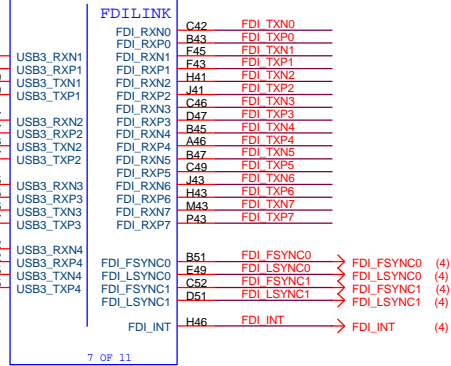 FDILINK
FDI_RXN0 C42 FDI_TXN0
FDI_RXP0 B43 FDI_TXP0
USB3_RXN1 FDI_RXN1 F45 FDI_TXN1
USB3_RXP1 FDI_RXP1 F43 FDI_TXP1
USB3_TXN1 FDI_RXN2 H41 FDI_TXN2
USB3_TXP1 FDI_RXP2 J41 FDI_TXP2
FDI_RXN3 C46 FDI_TXN3
USB3_RXN2 FDI_RXP3 D47 FDI_TXP3
USB3_RXP2 FDI_RXN4 B45 FDI_TXN4
USB3_TXN2 FDI_RXP4 A46 FDI_TXP4
USB3_TXP2 FDI_RXN5 B47 FDI_TXN5
FDI_RXP5 C49 FDI_TXP5
USB3_RXN3 FDI_RXN6 J43 FDI_TXN6
USB3_RXP3 FDI_RXP6 H43 FDI_TXP6
USB3_TXN3 FDI_RXN7 M43 FDI_TXN7
USB3_TXP3 FDI_RXP7 P43 FDI_TXP7
USB3_RXN4
USB3_RXP4 FDI_FSYNC0 B51 FDI_FSYNC0 FDI_FSYNC0 (4)
USB3_TXN4 FDI_LSYNC0 E49 FDI_LSYNC0 FDI_LSYNC0 (4)
USB3_TXP4 FDI_FSYNC1 C52 FDI_FSYNC1 FDI_FSYNC1 (4)
FDI_LSYNC1 D51 FDI_LSYNC1 FDI_LSYNC1 (4)
FDI_INT H46 FDI_INT FDI_INT (4)
7 OF 11